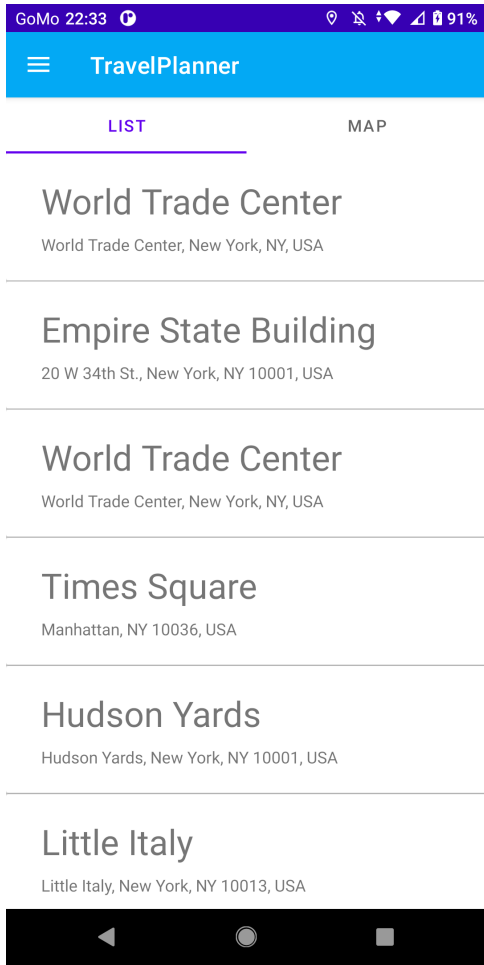 GoMo 22:33 91%
TravelPlanner
LIST MAP
World Trade Center
World Trade Center, New York, NY, USA
Empire State Building
20 W 34th St., New York, NY 10001, USA
World Trade Center
World Trade Center, New York, NY, USA
Times Square
Manhattan, NY 10036, USA
Hudson Yards
Hudson Yards, New York, NY 10001, USA
Little Italy
Little Italy, New York, NY 10013, USA